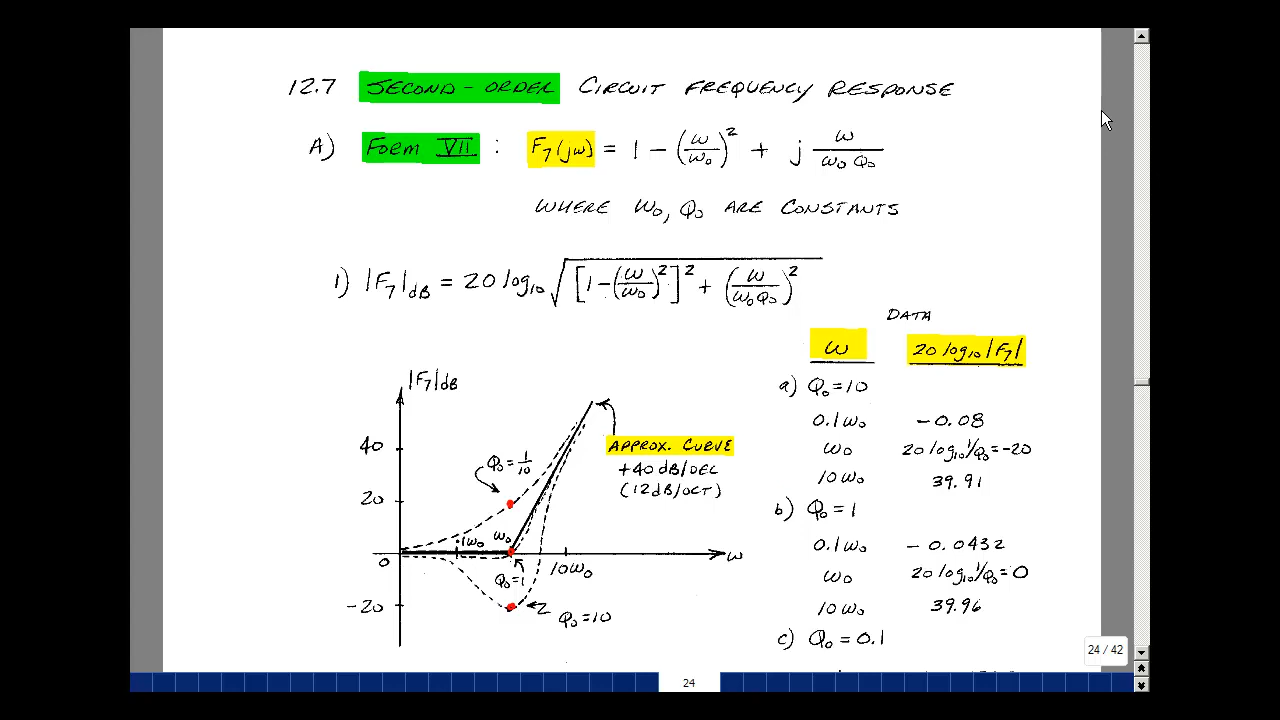 12.7 SECOND-ORDER CIRCUIT FREQUENCY RESPONSE
A) Form VII : F₇(jω) = 1 - (ω/ω₀)² + j ω/(ω₀ Q₀)
WHERE ω₀, Q₀ ARE CONSTANTS
1) |F₇|dB = 20 log₁₀ √([1-(ω/ω₀)²]² + (ω/(ω₀Q₀))²)
DATA
ω 20 log₁₀|F₇|
a) Q₀=10
0.1ω₀ -0.08
ω₀ 20 log₁₀ 1/Q₀ = -20
10ω₀ 39.91
b) Q₀=1
0.1ω₀ -0.0432
ω₀ 20 log₁₀ 1/Q₀ = 0
10ω₀ 39.96
c) Q₀ = 0.1
|F₇|dB
40
20
0
-20
Q₀ = 1/10
APPROX. CURVE
+40 dB/DEC
(12dB/OCT)
.1ω₀ ω₀
10ω₀
ω
Q₀=1
Q₀=10
24 / 42
24